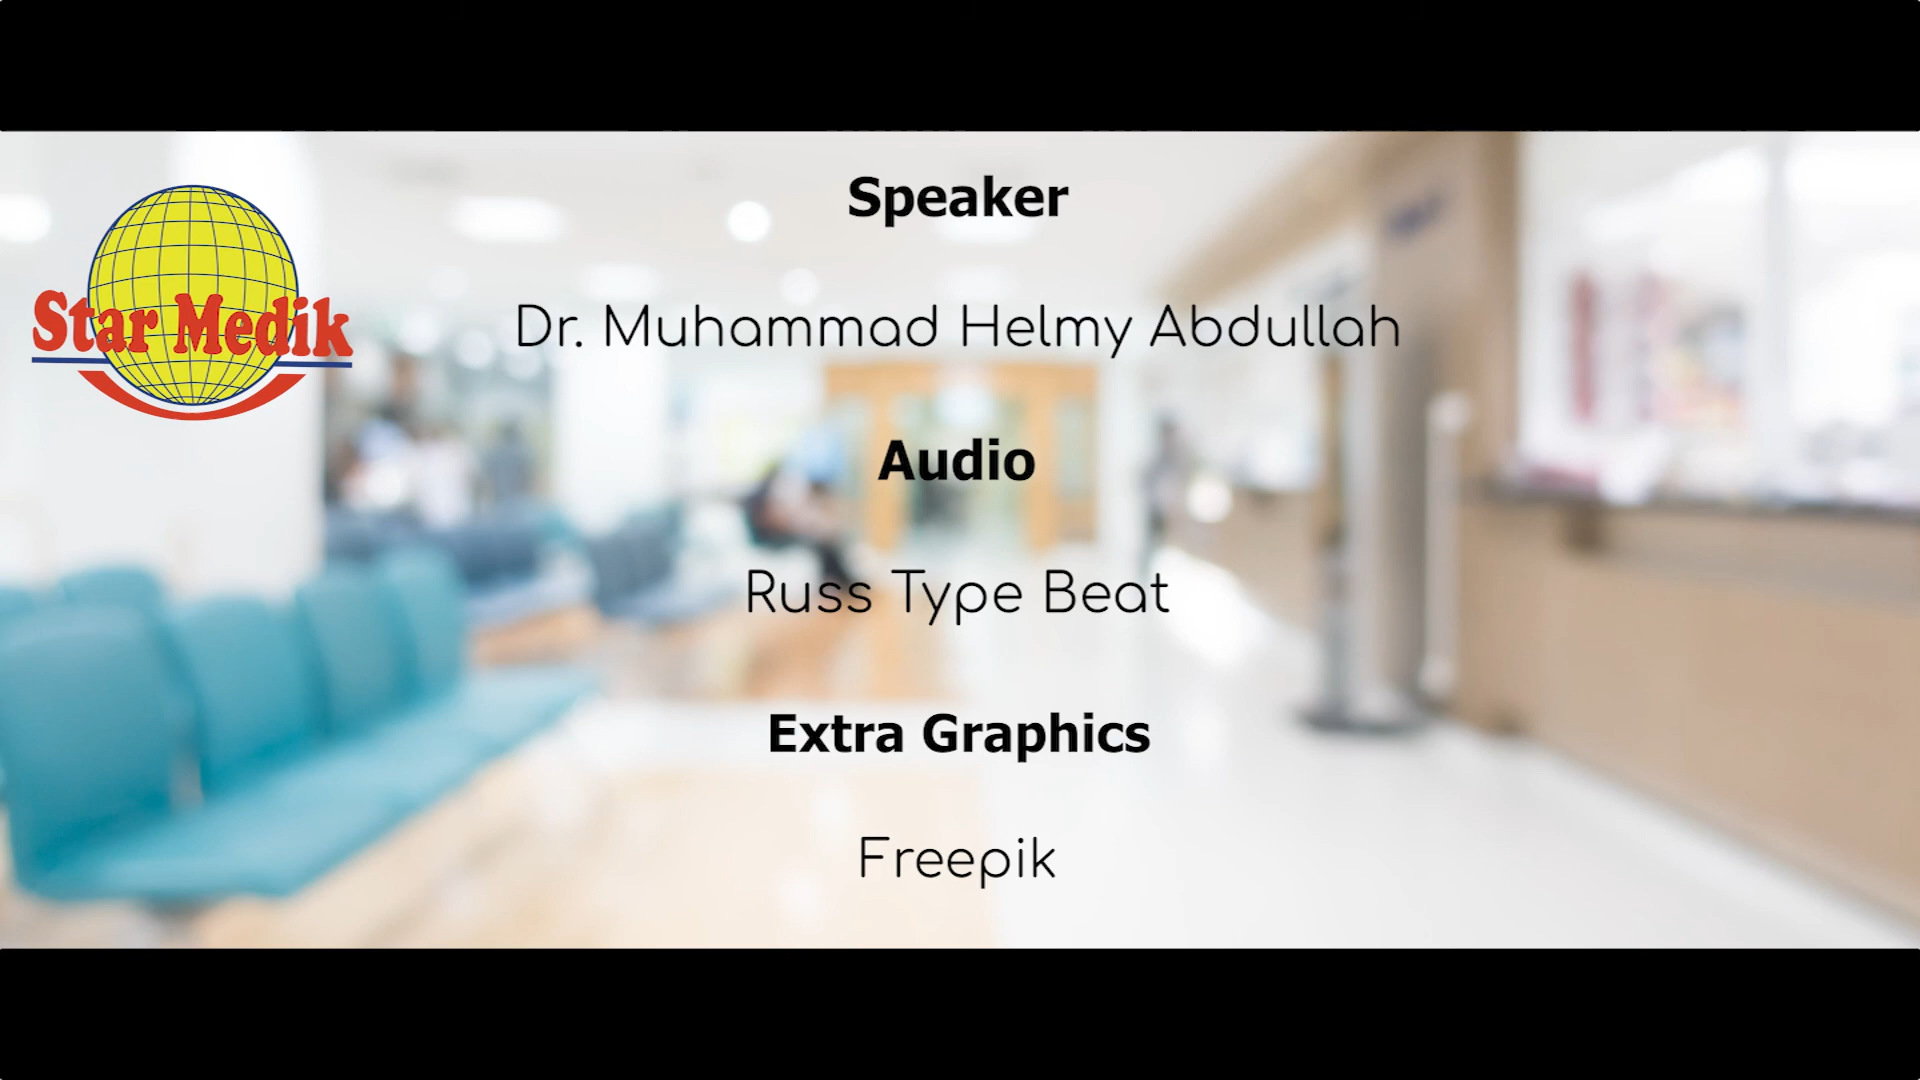 Speaker
Star Medik
Dr. Muhammad Helmy Abdullah
Audio
Russ Type Beat
Extra Graphics
Freepik